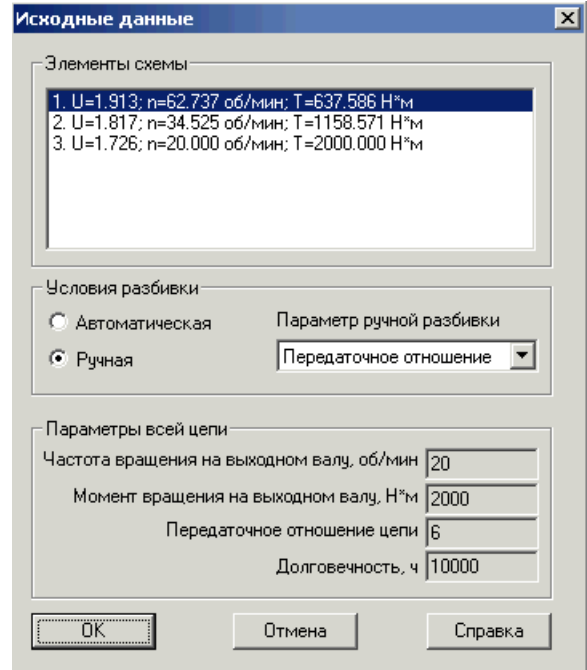 Исходные данные
Элементы схемы
1. U=1.913; n=62.737 об/мин; T=637.586 Н*м
2. U=1.817; n=34.525 об/мин; T=1158.571 Н*м
3. U=1.726; n=20.000 об/мин; T=2000.000 Н*м
Условия разбивки
Автоматическая
Ручная
Параметр ручной разбивки
Передаточное отношение
Параметры всей цепи
Частота вращения на выходном валу, об/мин 20
Момент вращения на выходном валу, Н*м 2000
Передаточное отношение цепи 6
Долговечность, ч 10000
OK Отмена Справка